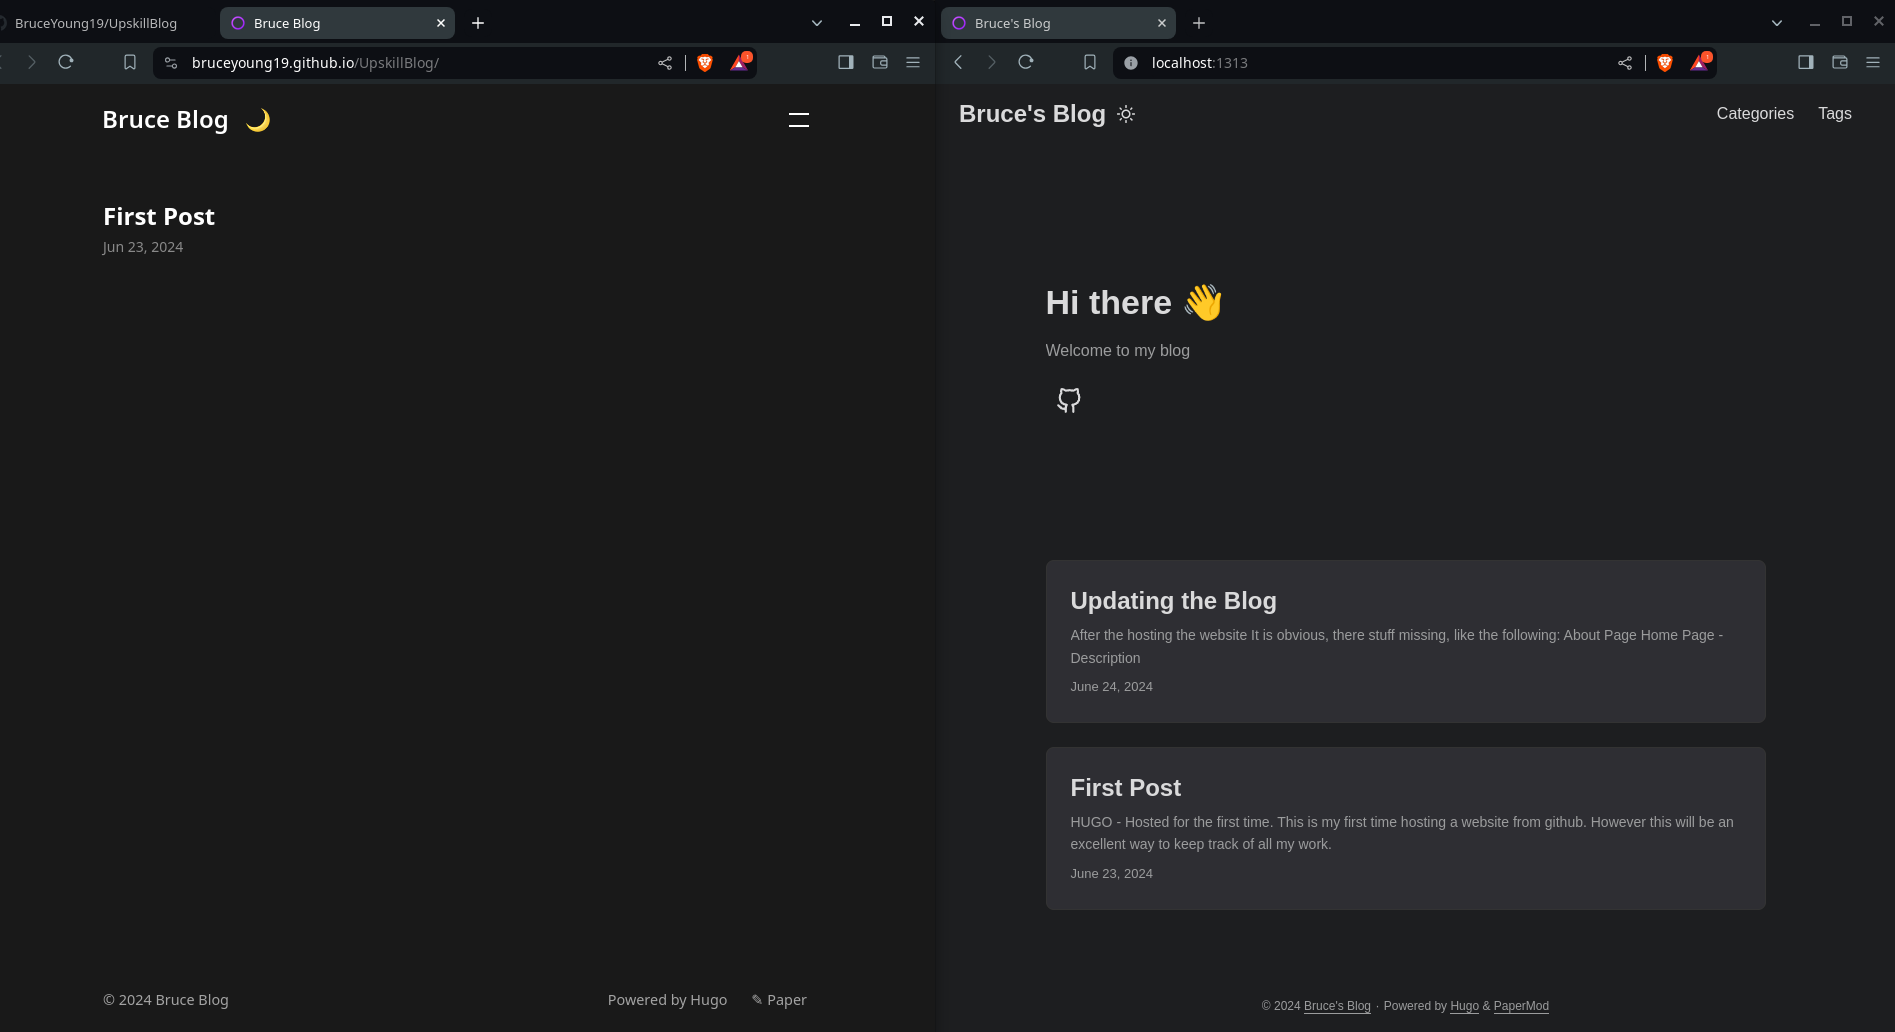 BruceYoung19/UpskillBlog
Bruce Blog
bruceyoung19.github.io/UpskillBlog/
Bruce Blog
First Post
Jun 23, 2024
© 2024 Bruce Blog
Powered by Hugo
✎ Paper
Bruce's Blog
localhost:1313
Bruce's Blog
Categories
Tags
Hi there 👋
Welcome to my blog
Updating the Blog
After the hosting the website It is obvious, there stuff missing, like the following: About Page Home Page -
Description
June 24, 2024
First Post
HUGO - Hosted for the first time. This is my first time hosting a website from github. However this will be an
excellent way to keep track of all my work.
June 23, 2024
© 2024 Bruce's Blog · Powered by Hugo & PaperMod